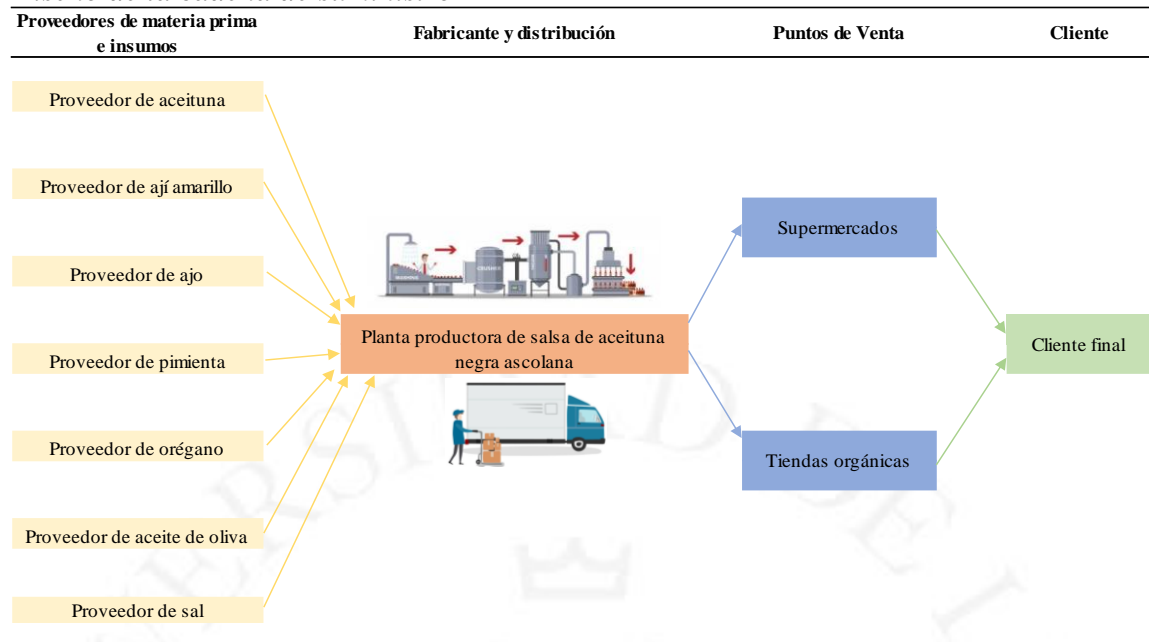 Proveedores de materia prima
e insumos
Fabricante y distribución
Puntos de Venta
Cliente
Proveedor de aceituna
Proveedor de ají amarillo
Supermercados
Proveedor de ajo
Planta productora de salsa de aceituna
negra ascolana
Cliente final
Proveedor de pimienta
Proveedor de orégano
Tiendas orgánicas
Proveedor de aceite de oliva
Proveedor de sal